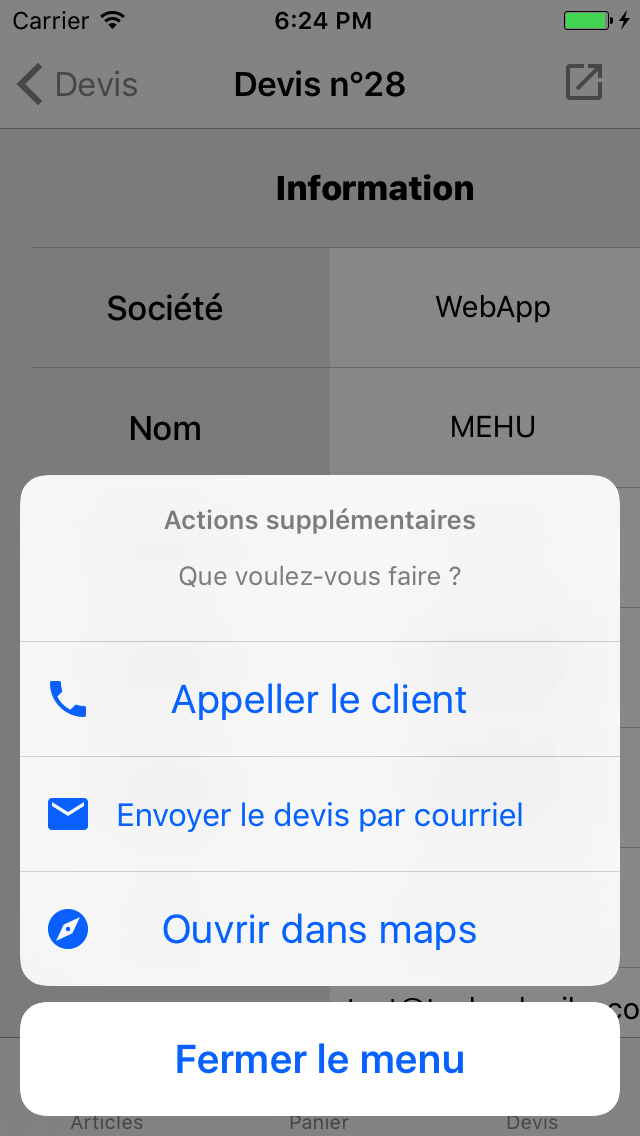 Carrier 6:24 PM
Devis Devis n°28
Information
Société WebApp
Nom MEHU
Actions supplémentaires
Que voulez-vous faire ?
Appeller le client
Envoyer le devis par courriel
Ouvrir dans maps
Fermer le menu
Articles Panier Devis